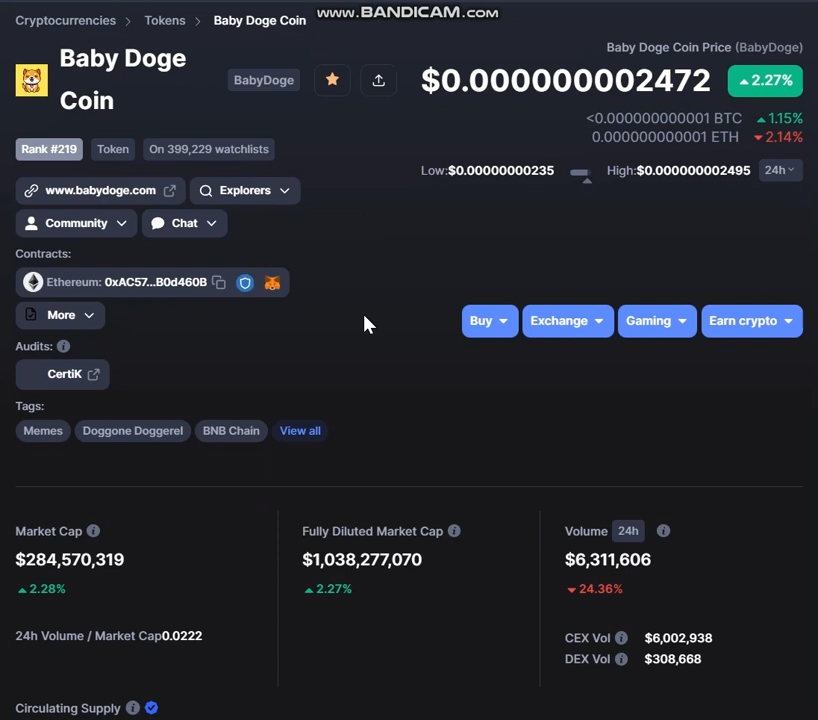 www.BANDICAM.com
Cryptocurrencies > Tokens > Baby Doge Coin
Baby Doge
Coin
BabyDoge
Baby Doge Coin Price (BabyDoge)
$0.000000002472
2.27%
<0.000000000001 BTC 1.15%
0.000000000001 ETH 2.14%
Low:$0.00000000235 High:$0.000000002495 24h
Rank #219 Token On 399,229 watchlists
www.babydoge.com Explorers
Community Chat
Contracts:
Ethereum: 0xAC57...B0d460B
More
Buy Exchange Gaming Earn crypto
Audits:
CertiK
Tags:
Memes Doggone Doggerel BNB Chain View all
Market Cap
$284,570,319
2.28%
24h Volume / Market Cap0.0222
Fully Diluted Market Cap
$1,038,277,070
2.27%
Volume 24h
$6,311,606
24.36%
CEX Vol $6,002,938
DEX Vol $308,668
Circulating Supply